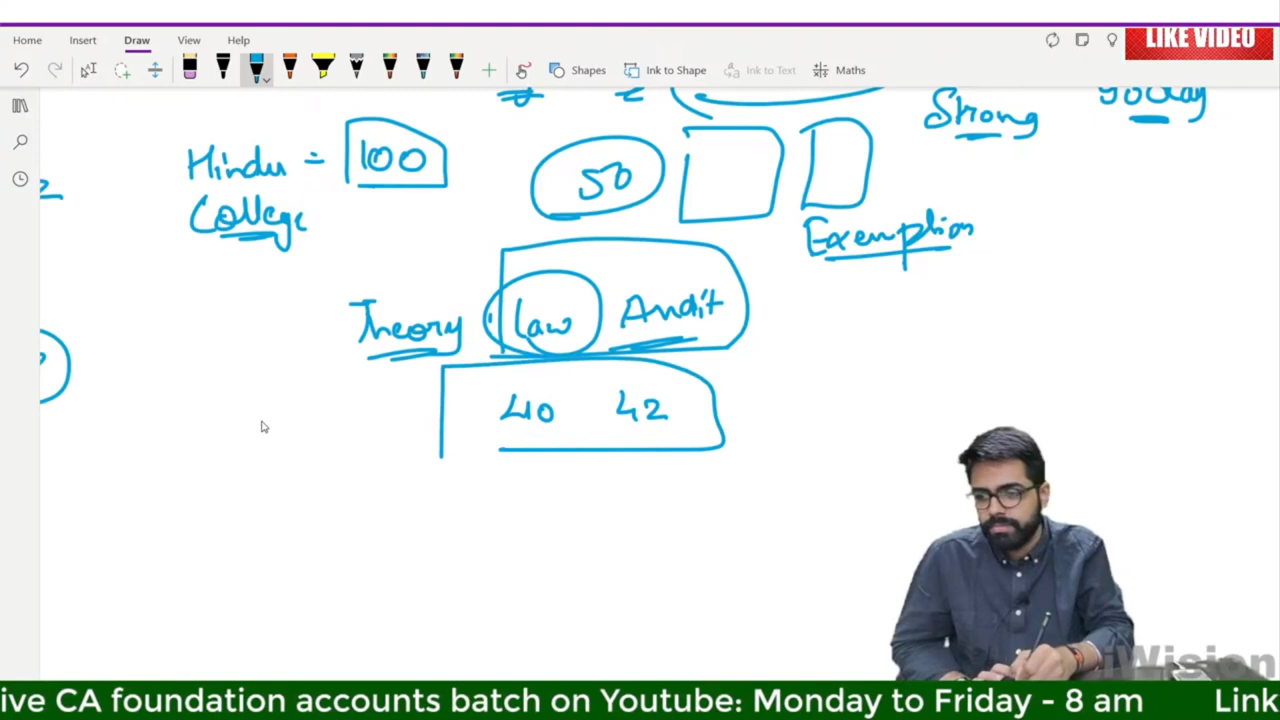 Home Insert Draw View Help
LIKE VIDEO
Shapes Ink to Shape Ink to Text Maths
Strong
Hindu = 100
College
50
Exemption
Theory Law Audit
40 42
iWision
ive CA foundation accounts batch on Youtube: Monday to Friday - 8 am Link